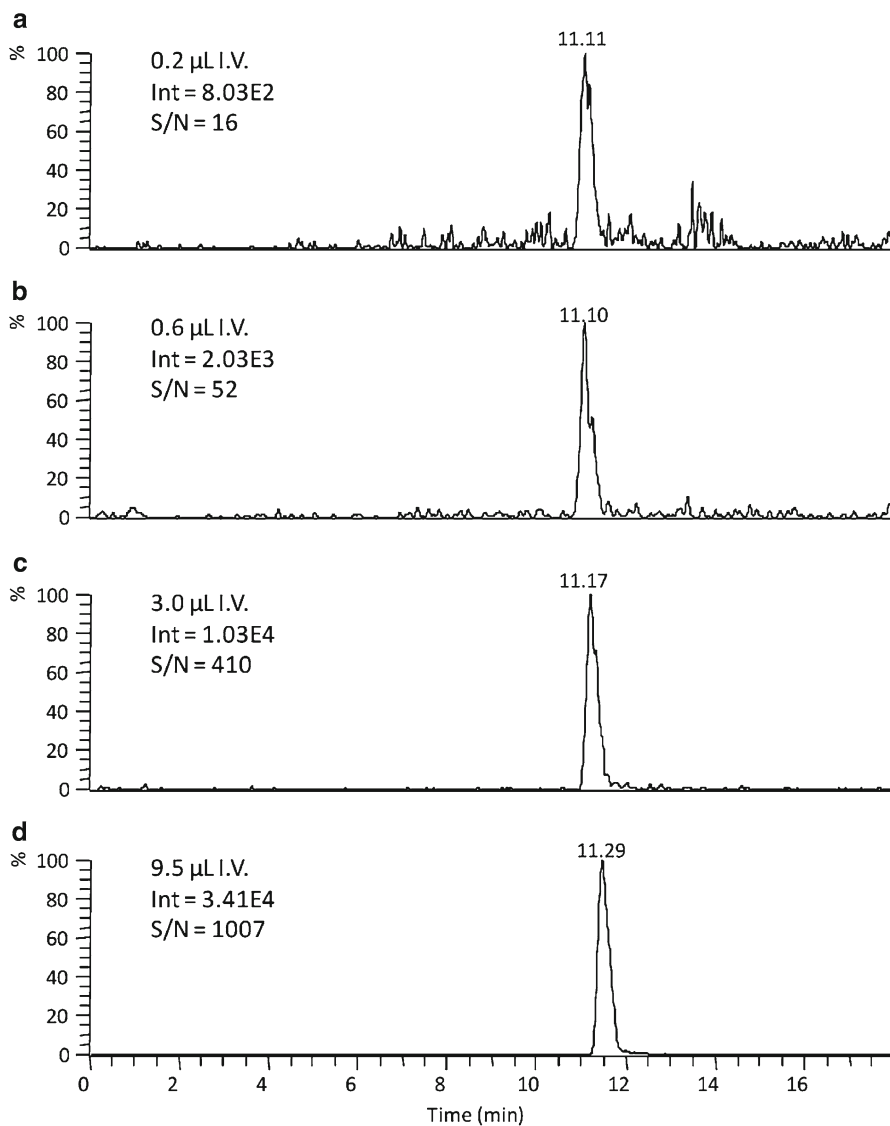 a
%
100
80
60
40
20
0
0.2 µL I.V.
Int = 8.03E2
S/N = 16
11.11
b
%
100
80
60
40
20
0
0.6 µL I.V.
Int = 2.03E3
S/N = 52
11.10
c
%
100
80
60
40
20
0
3.0 µL I.V.
Int = 1.03E4
S/N = 410
11.17
d
%
100
80
60
40
20
0
9.5 µL I.V.
Int = 3.41E4
S/N = 1007
11.29
0 2 4 6 8 10 12 14 16
Time (min)